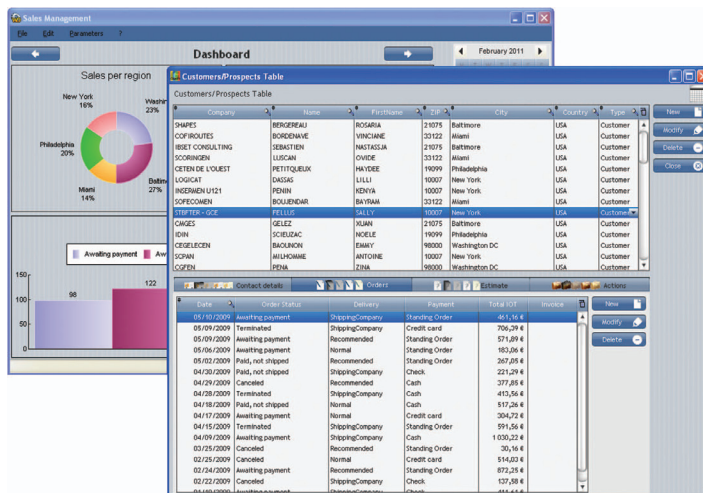 Sales Management
File Edit Parameters ?
Dashboard
February 2011
Sales per region
New York
16%
23%
Philadelphia
20%
Miami
14%
27%
Awaiting payment
150
100
50
0
98
122
Customers/Prospects Table
Customers/Prospects Table
Company Name FirstName ZIP City Country Type
SHAPES BERGEREAU ROSARIA 21075 Baltimore USA Customer
COFIROUTES BORDENAVE VINCIANE 33122 Miami USA Customer
IBSET CONSULTING SEBASTIEN NASTASSJA 21075 Baltimore USA Customer
SCORINGEN LUSCAN OVIDE 33122 Miami USA Customer
CETEN DE L'OUEST PETITQUEUX HAYDEE 19099 Philadelphia USA Customer
LOGICAT DASSAS LILLI 10007 New York USA Customer
INSERMEN U121 PENIN KENYA 10007 New York USA Customer
SOFECOMEN BOUJENDAR BAYRAM 33122 Miami USA Customer
STBFTER - GCE FELLUS SALLY 10007 New York USA Customer
CMGES GELEZ XUAN 21075 Baltimore USA Customer
IDIN SCIEUZAC NOELE 19099 Philadelphia USA Customer
CEGELECEN BAOUNION EMMY 98000 Washington DC USA Customer
SCPAN MILHOMME ANTOINE 10007 New York USA Customer
CGFEN PENA ZINA 98000 Washington DC USA Customer
New
Modify
Delete
Close
Contact details Orders Estimate Actions
Date Order Status Delivery Payment Total IOT Invoice
05/10/2009 Awaiting payment ShippingCompany Standing Order 461,16 €
05/09/2009 Terminated ShippingCompany Credit card 706,39 €
05/09/2009 Awaiting payment Recommended Standing Order 571,89 €
05/06/2009 Awaiting payment Normal Standing Order 183,06 €
05/02/2009 Paid, not shipped Recommended Standing Order 267,05 €
04/30/2009 Paid, not shipped ShippingCompany Check 221,29 €
04/29/2009 Canceled Recommended Cash 377,85 €
04/28/2009 Terminated ShippingCompany Cash 413,56 €
04/18/2009 Paid, not shipped Normal Cash 517,26 €
04/17/2009 Awaiting payment Normal Credit card 304,72 €
04/15/2009 Terminated ShippingCompany Standing Order 591,56 €
04/09/2009 Awaiting payment ShippingCompany Cash 1 030,22 €
03/25/2009 Canceled Recommended Standing Order 30,16 €
02/25/2009 Canceled Normal Credit card 514,03 €
02/24/2009 Awaiting payment Recommended Standing Order 872,25 €
02/22/2009 Canceled ShippingCompany Check 137,58 €
New
Modify
Delete